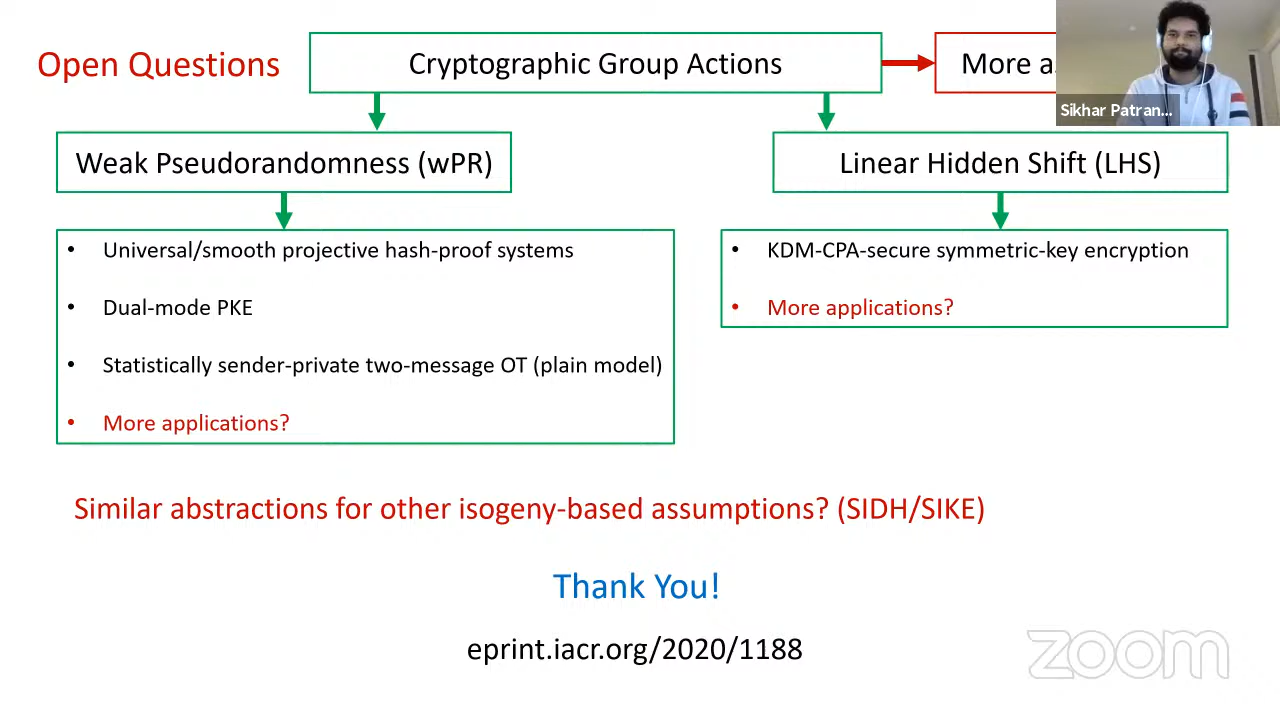 Open Questions
Cryptographic Group Actions
More
Sikhar
Weak Pseudorandomness (wPR)
Linear Hidden Shift (LHS)
• Universal/smooth projective hash-proof systems
• Dual-mode PKE
• Statistically sender-private two-message OT (plain model)
• More applications?
• KDM-CPA-secure symmetric-key encryption
• More applications?
Similar abstractions for other isogeny-based assumptions? (SIDH/SIKE)
Thank You!
eprint.iacr.org/2020/1188
zoom